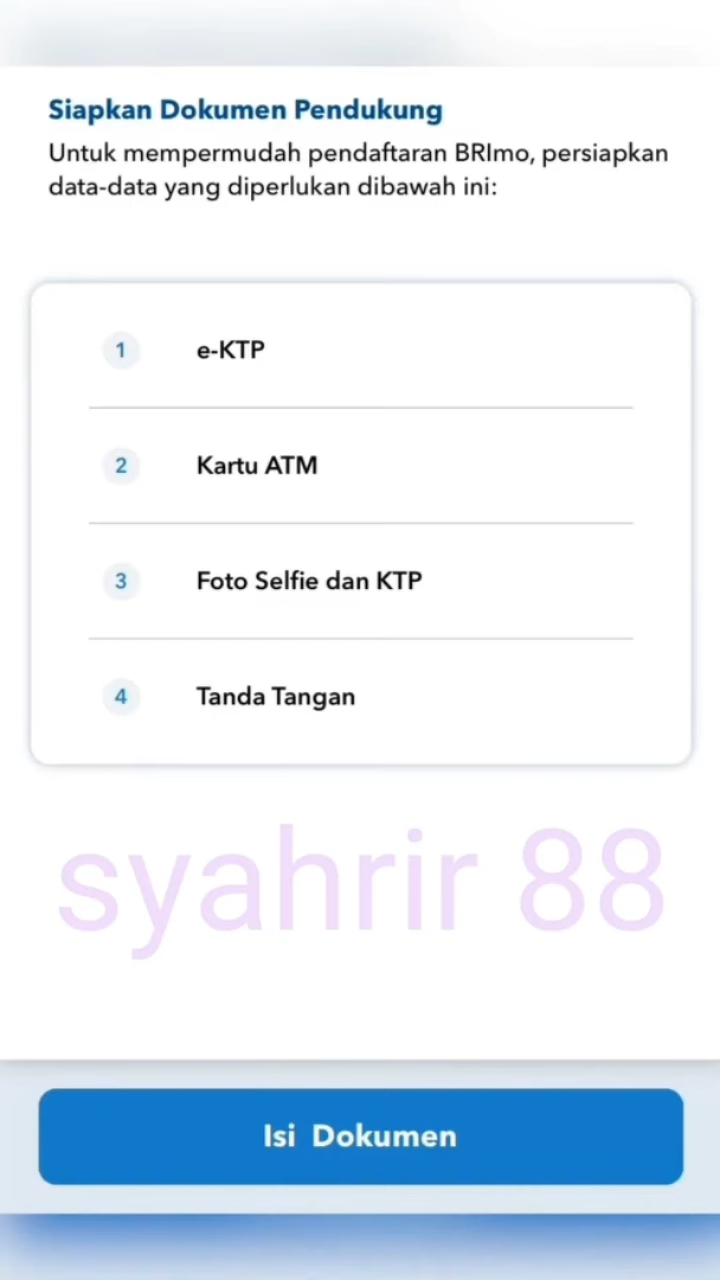 Siapkan Dokumen Pendukung
Untuk mempermudah pendaftaran BRImo, persiapkan
data-data yang diperlukan dibawah ini:
1 e-KTP
2 Kartu ATM
3 Foto Selfie dan KTP
4 Tanda Tangan
syahrir 88
Isi Dokumen